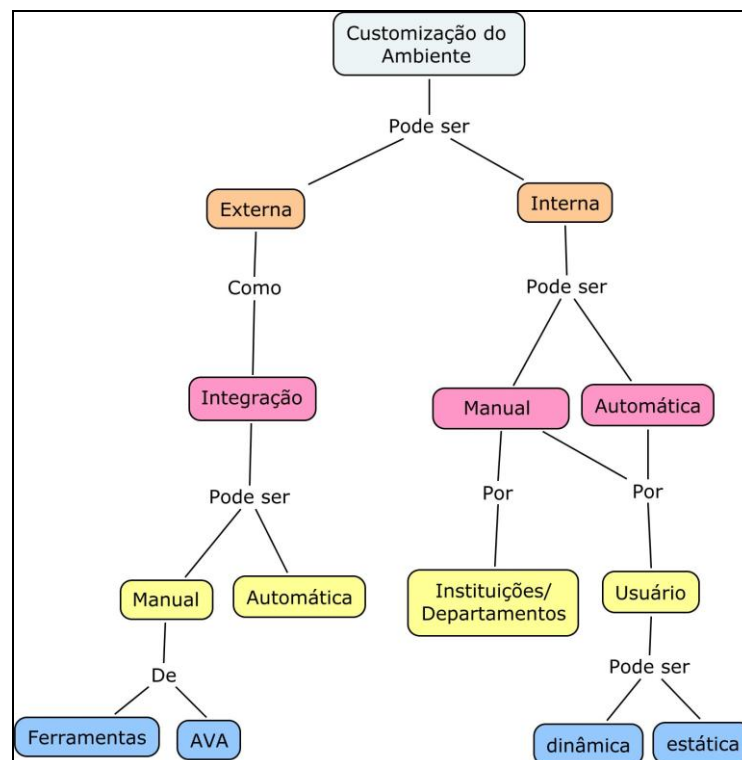 Customização do
Ambiente
Pode ser
Externa
Interna
Como
Pode ser
Integração
Manual
Automática
Pode ser
Por
Por
Manual
Automática
Instituições/
Departamentos
Usuário
De
Pode ser
Ferramentas
AVA
dinâmica
estática